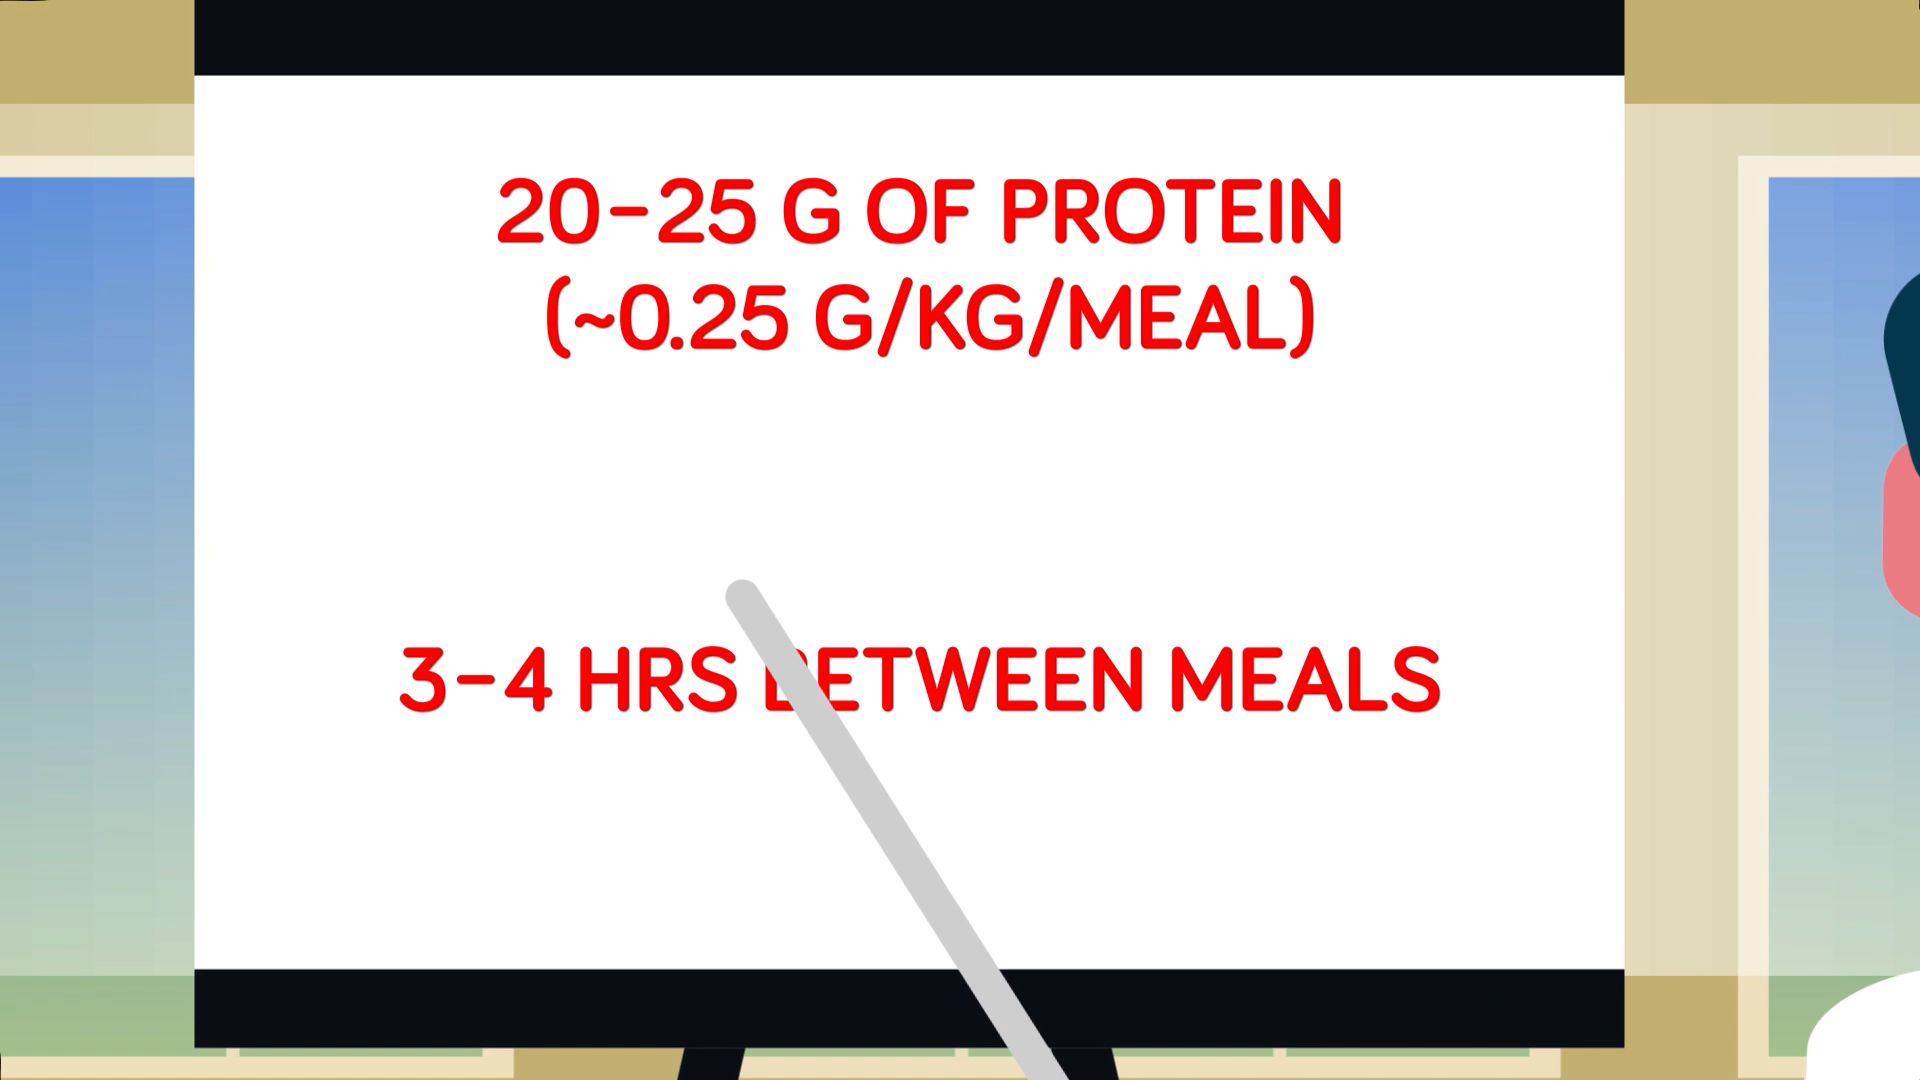 20-25 G OF PROTEIN
(~0.25 G/KG/MEAL)
3-4 HRS BETWEEN MEALS